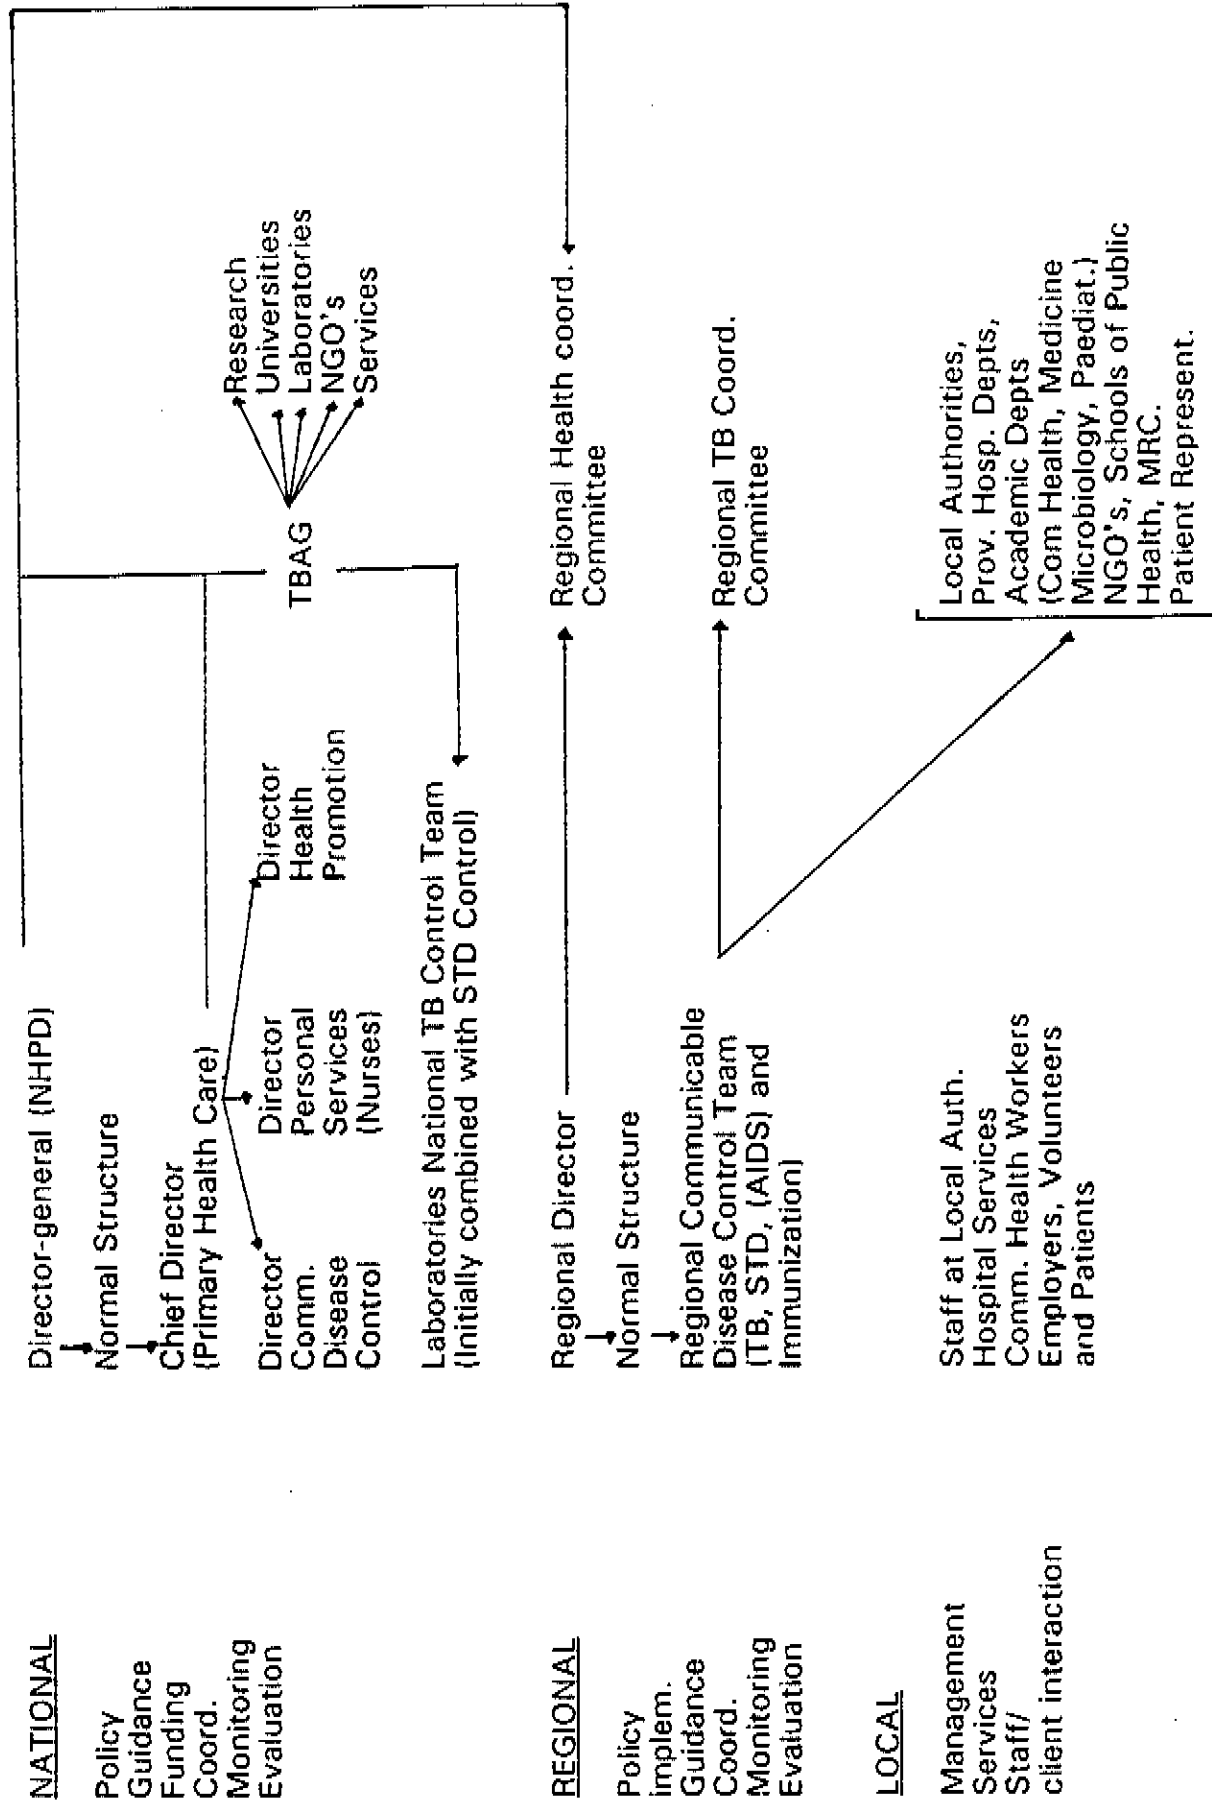 NATIONAL
Policy
Guidance
Funding
Coord.
Monitoring
Evaluation
Director-general (NHPD)
Normal Structure
Chief Director
(Primary Health Care)
Director
Comm.
Disease
Control
Director
Personal
Services
(Nurses)
Director
Health
Promotion
TBAG
Research
Universities
Laboratories
NGO's
Services
Laboratories National TB Control Team
(Initially combined with STD Control)
REGIONAL
Policy
implem.
Guidance
Coord.
Monitoring
Evaluation
Regional Director
Normal Structure
Regional Communicable
Disease Control Team
(TB, STD, (AIDS) and
Immunization)
Regional Health coord.
Committee
Regional TB Coord.
Committee
LOCAL
Management
Services
Staff/
client interaction
Staff at Local Auth.
Hospital Services
Comm. Health Workers
Employers, Volunteers
and Patients
Local Authorities,
Prov. Hosp. Depts,
Academic Depts
(Com Health, Medicine
Microbiology, Paediat.)
NGO's, Schools of Public
Health, MRC.
Patient Represent.